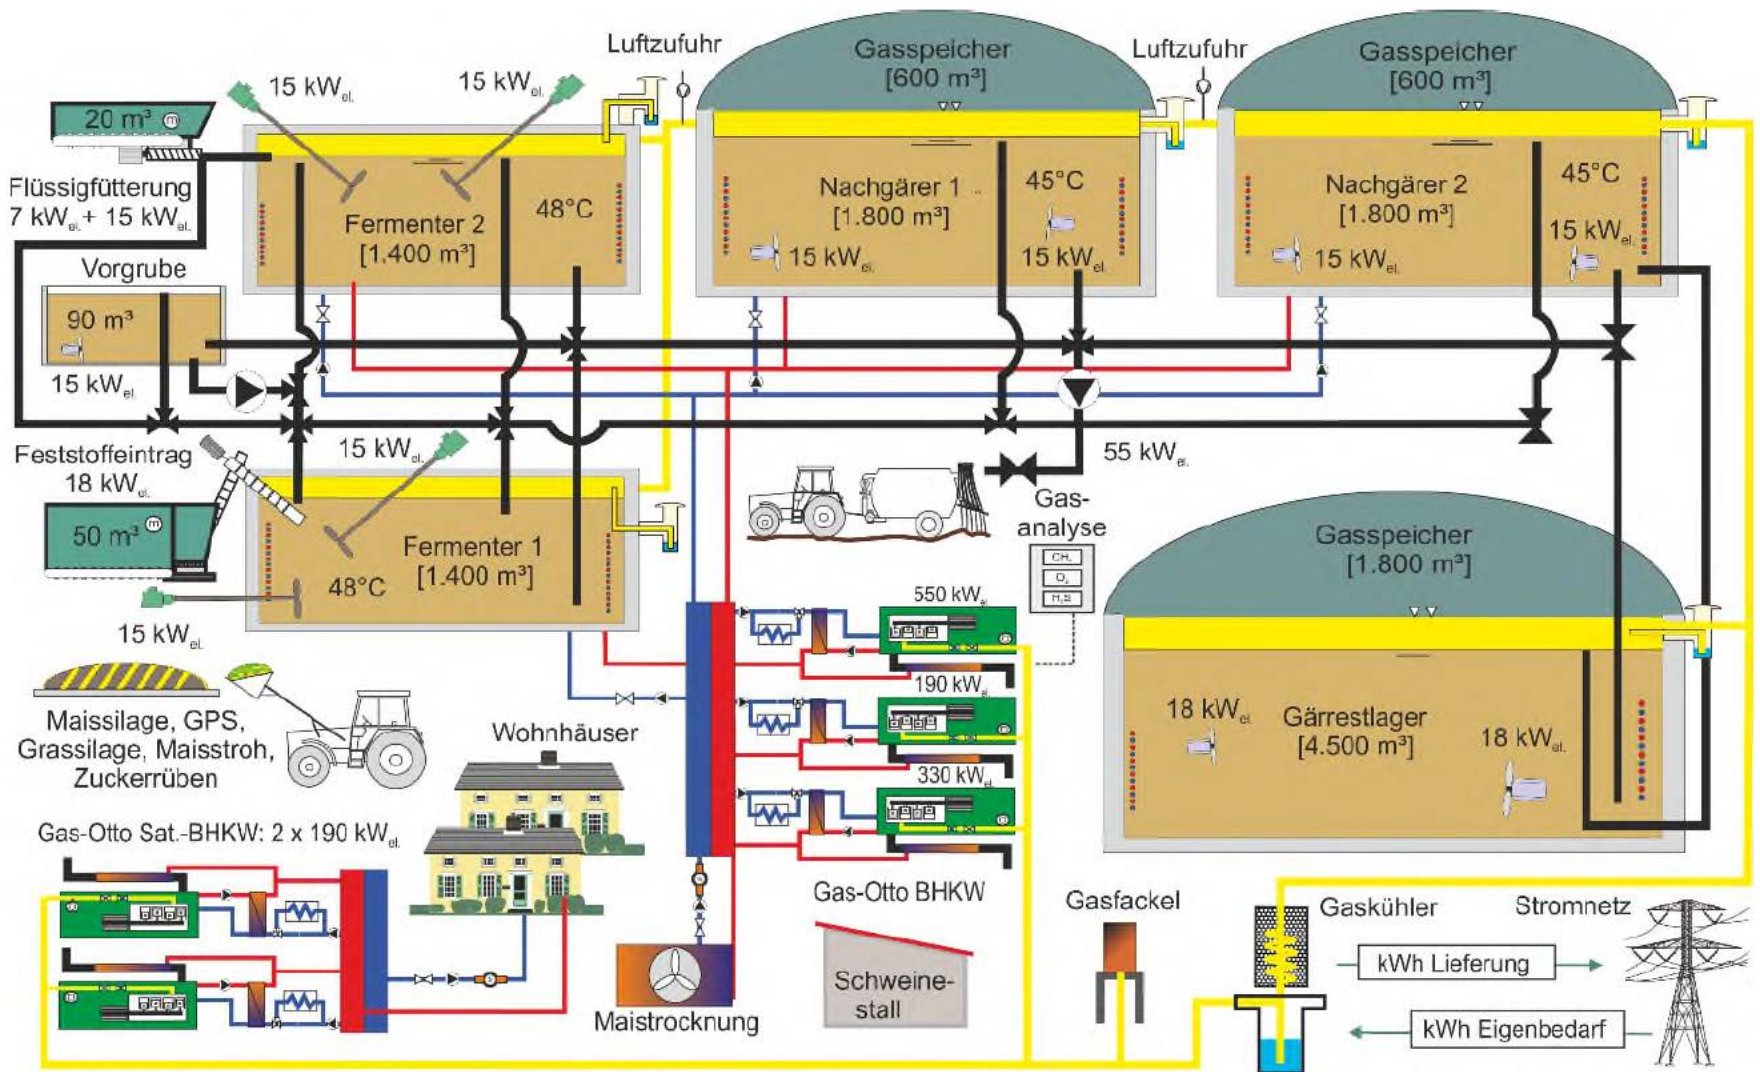 Luftzufuhr
Gasspeicher
[600 m³]
Luftzufuhr
Gasspeicher
[600 m³]
15 kWel.
15 kWel.
20 m³
m
Flüssigfütterung
7 kWel. + 15 kWel.
Fermenter 2
[1.400 m³]
48°C
Nachgärer 1
[1.800 m³]
45°C
15 kWel.
15 kWel.
Nachgärer 2
[1.800 m³]
45°C
15 kWel.
15 kWel.
Vorgrube
90 m³
15 kWel.
Feststoffeintrag
18 kWel.
50 m³
m
15 kWel.
Fermenter 1
[1.400 m³]
48°C
15 kWel.
55 kWel.
Gas-
analyse
CH₄
O₂
H₂S
Gasspeicher
[1.800 m³]
Gärrestlager
[4.500 m³]
18 kWel.
18 kWel.
550 kWel.
190 kWel.
330 kWel.
Gas-Otto BHKW
Maissilage, GPS,
Grassilage, Maisstroh,
Zuckerrüben
Wohnhäuser
Gas-Otto Sat.-BHKW: 2 x 190 kWel.
Maistrocknung
Schweine-
stall
Gasfackel
Gaskühler
Stromnetz
kWh Lieferung
kWh Eigenbedarf